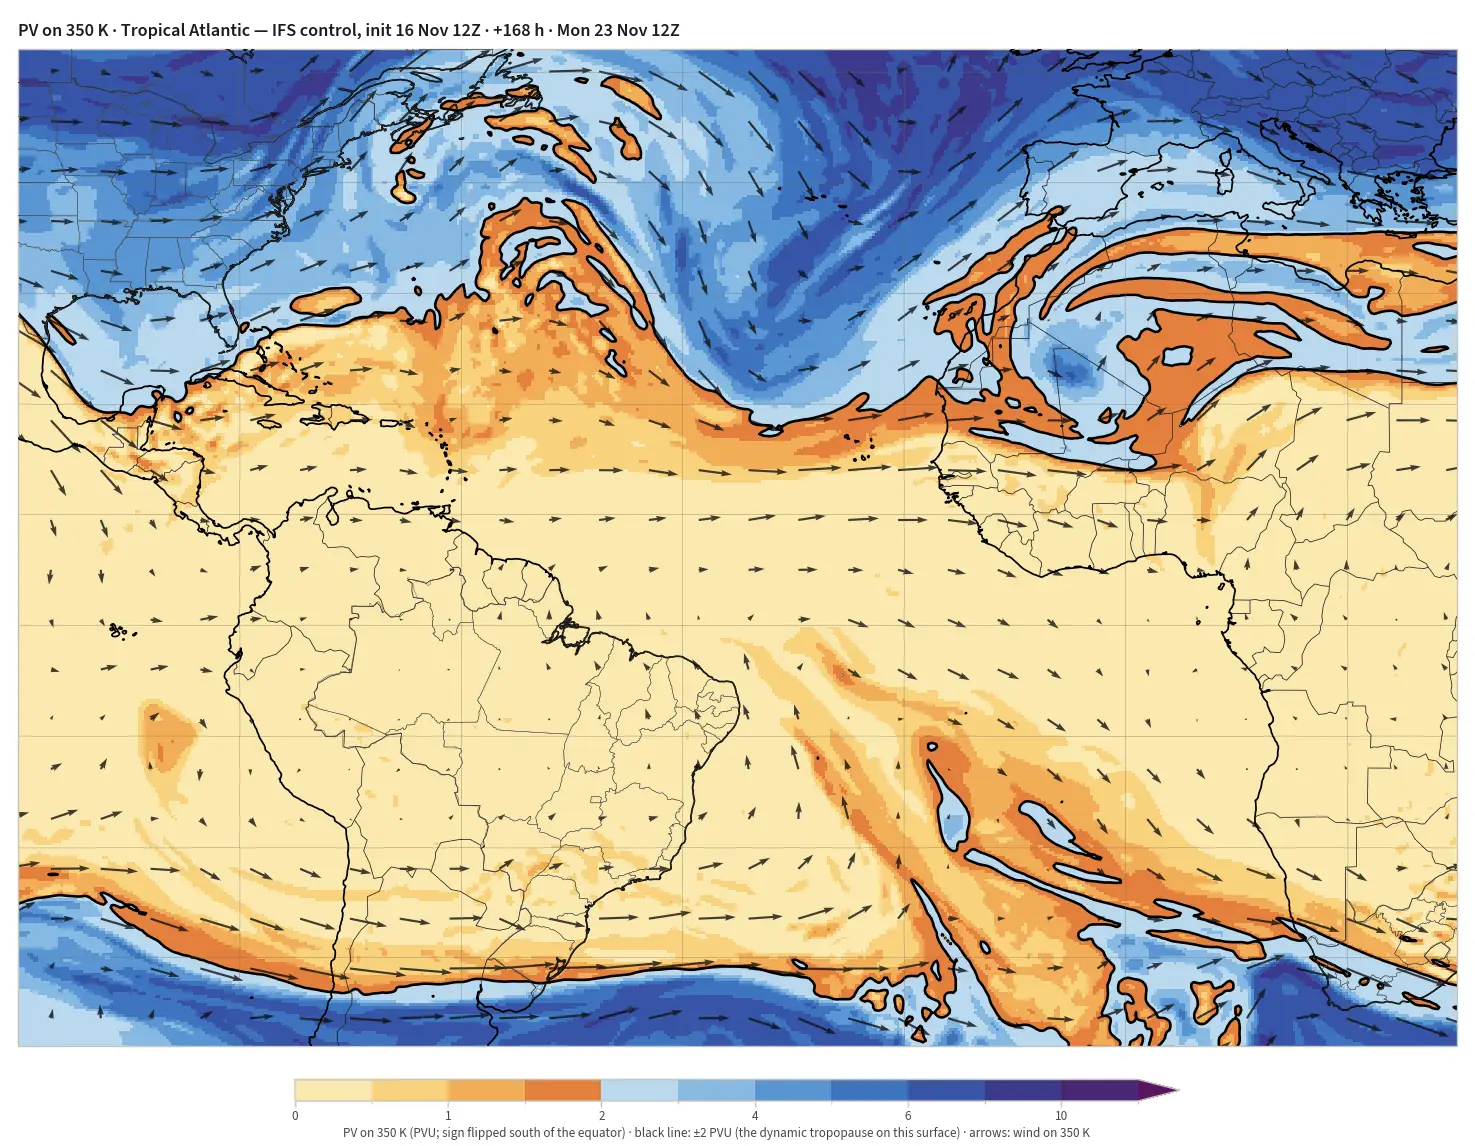 PV on 350 K · Tropical Atlantic — IFS control, init 16 Nov 12Z · +168 h · Mon 23 Nov 12Z
0 1 2 4 6 10
PV on 350 K (PVU; sign flipped south of the equator) · black line: ±2 PVU (the dynamic tropopause on this surface) · arrows: wind on 350 K